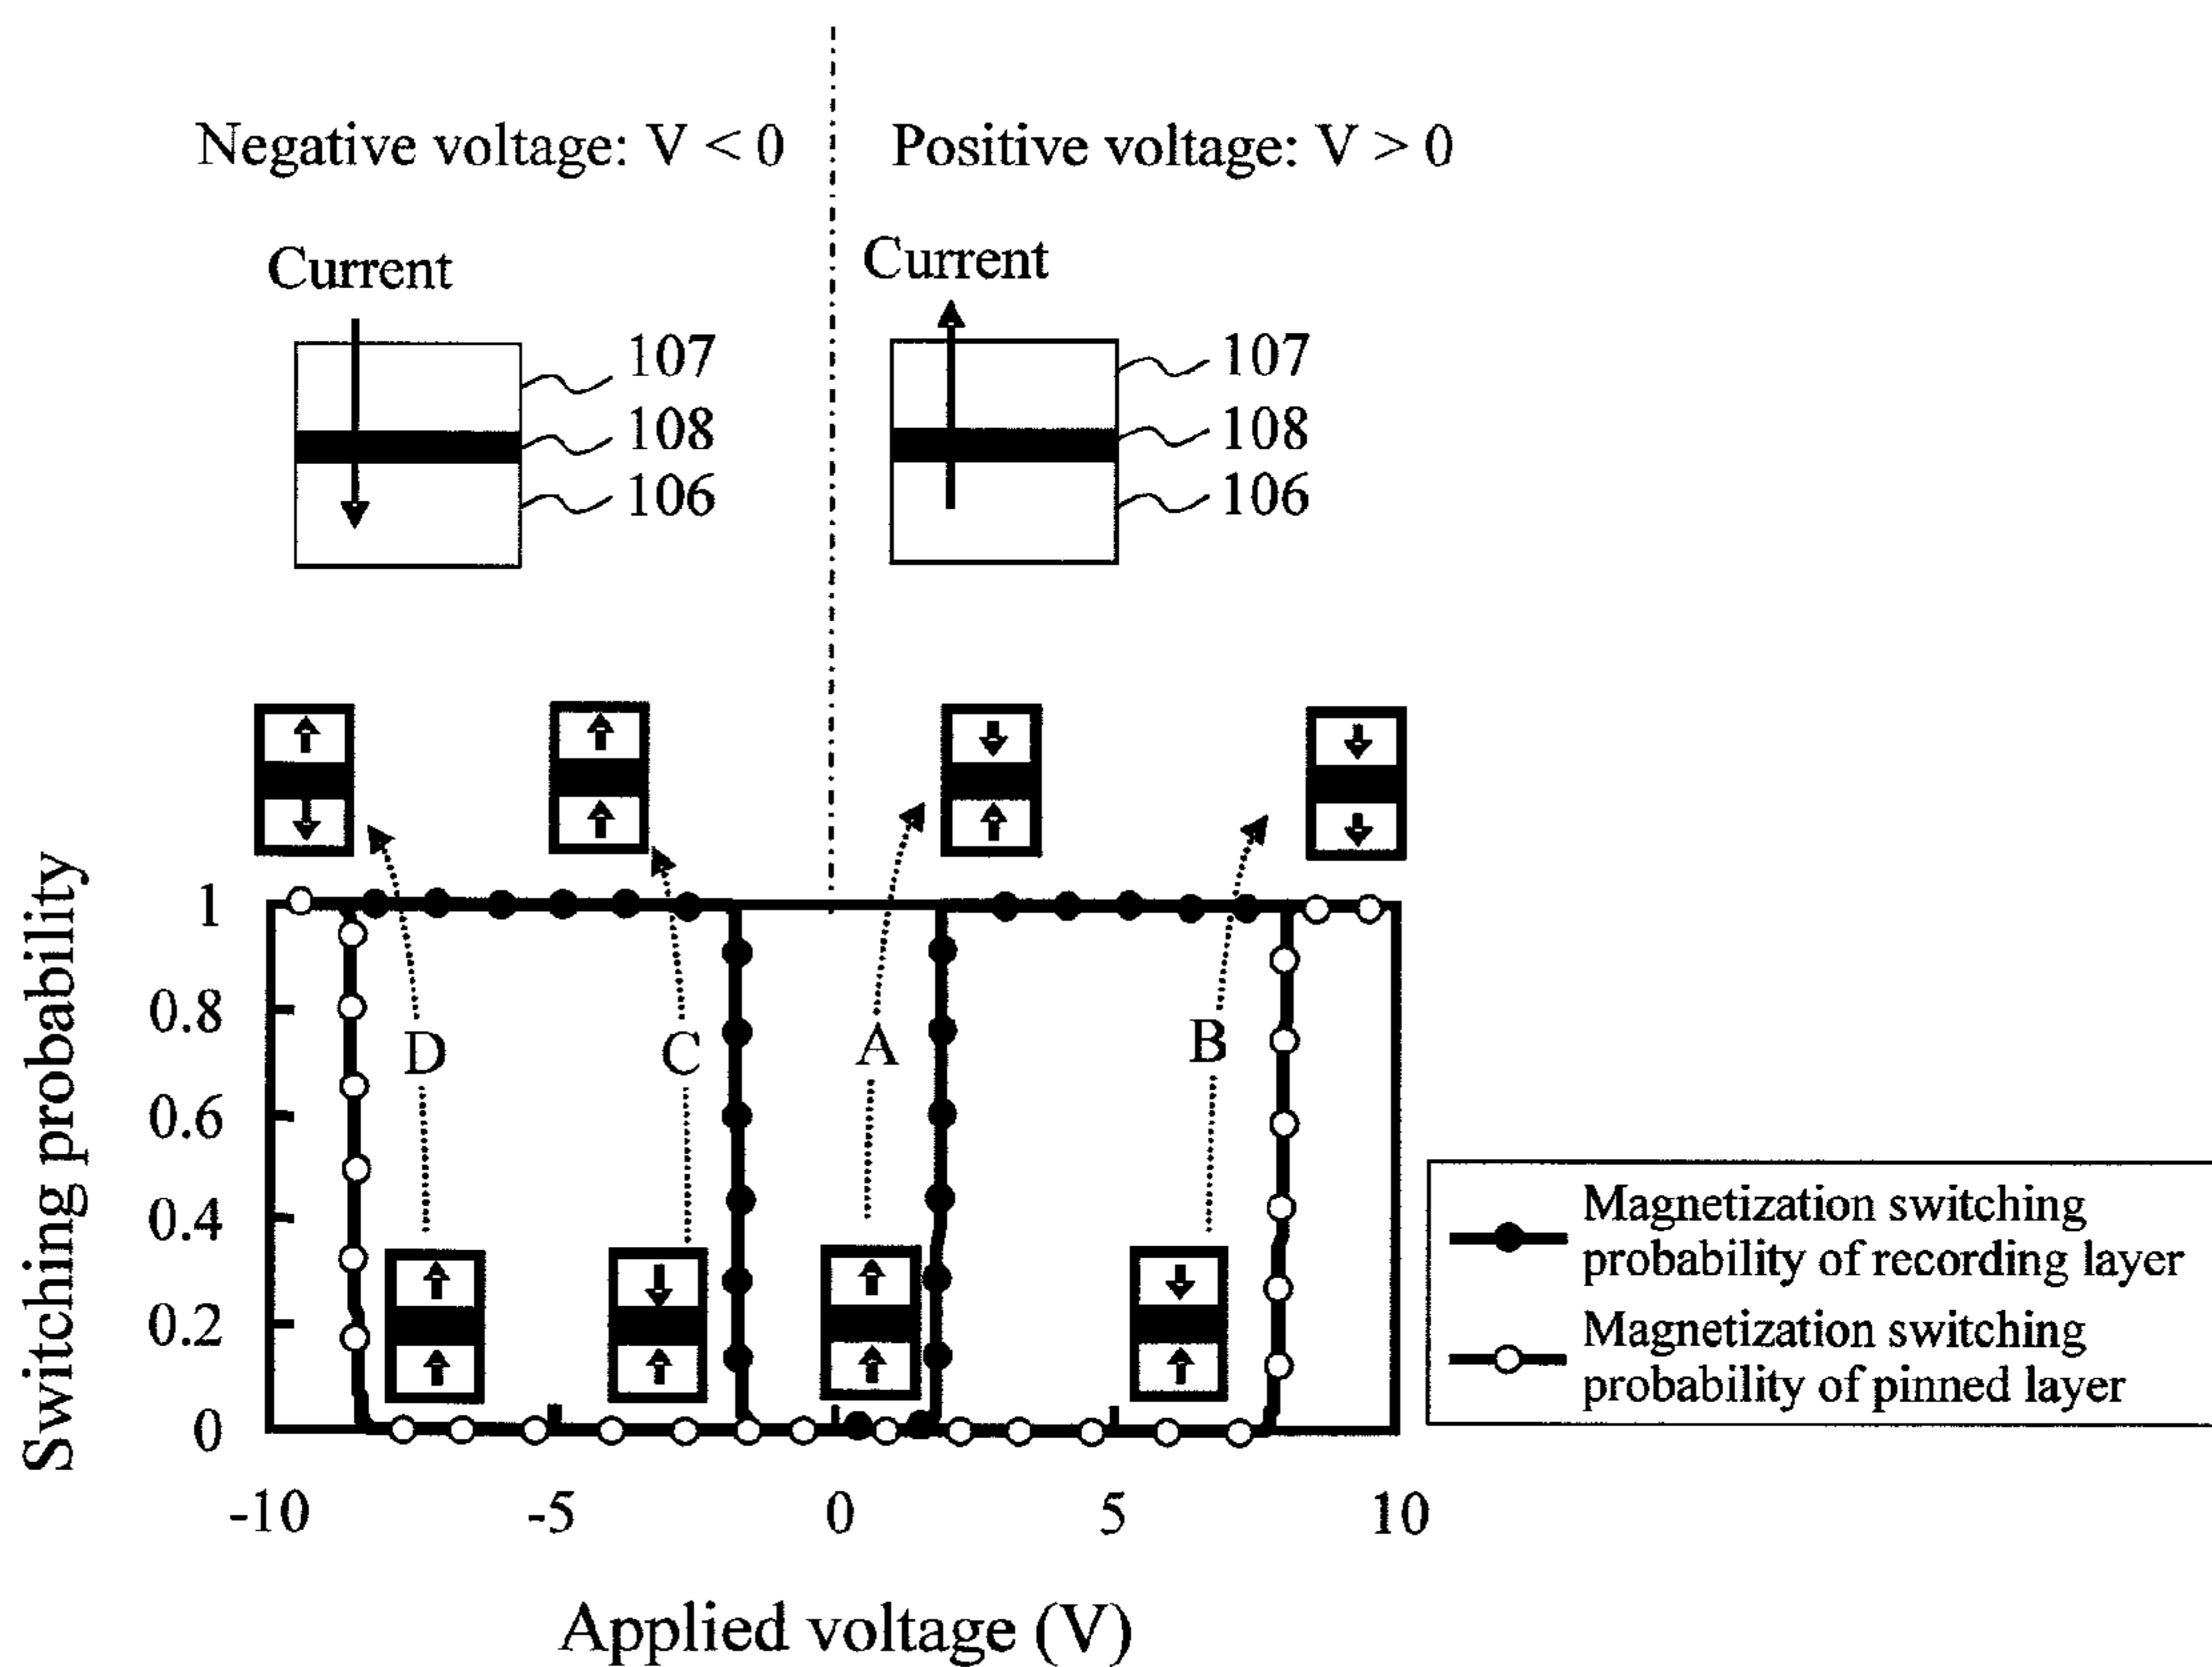 Negative voltage: V < 0
Positive voltage: V > 0
Current
Current
107
108
106
107
108
106
Switching probability
1
0.8
0.6
0.4
0.2
0
D
C
A
B
-10
-5
0
5
10
Applied voltage (V)
Magnetization switching
probability of recording layer
Magnetization switching
probability of pinned layer